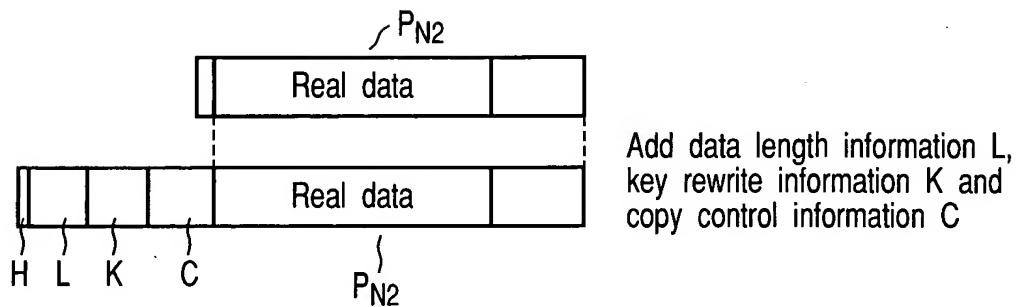 P_N2
Real data
Add data length information L,
key rewrite information K and
copy control information C
Real data
H L K C
P_N2